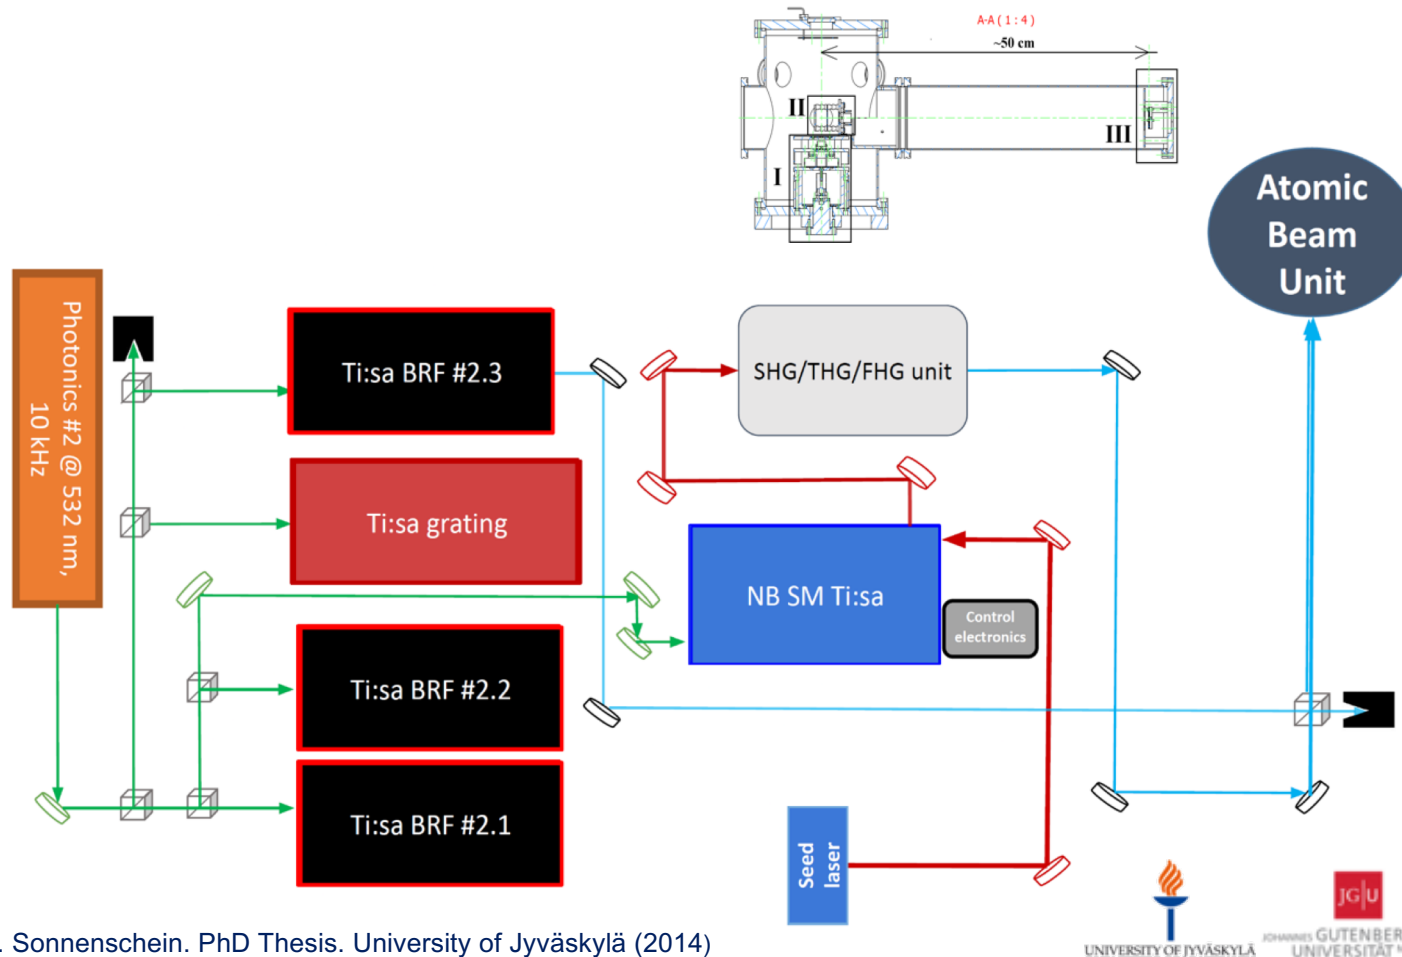 A-A ( 1 : 4 )
~50 cm
II
III
I
Atomic
Beam
Unit
Photonics #2 @ 532 nm,
10 kHz
Ti:sa BRF #2.3
SHG/THG/FHG unit
Ti:sa grating
NB SM Ti:sa
Control
electronics
Ti:sa BRF #2.2
Ti:sa BRF #2.1
Seed
laser
. Sonnenschein. PhD Thesis. University of Jyväskylä (2014)
UNIVERSITY OF JYVÄSKYLÄ
JG|U
JOHANNES GUTENBER
UNIVERSITÄT